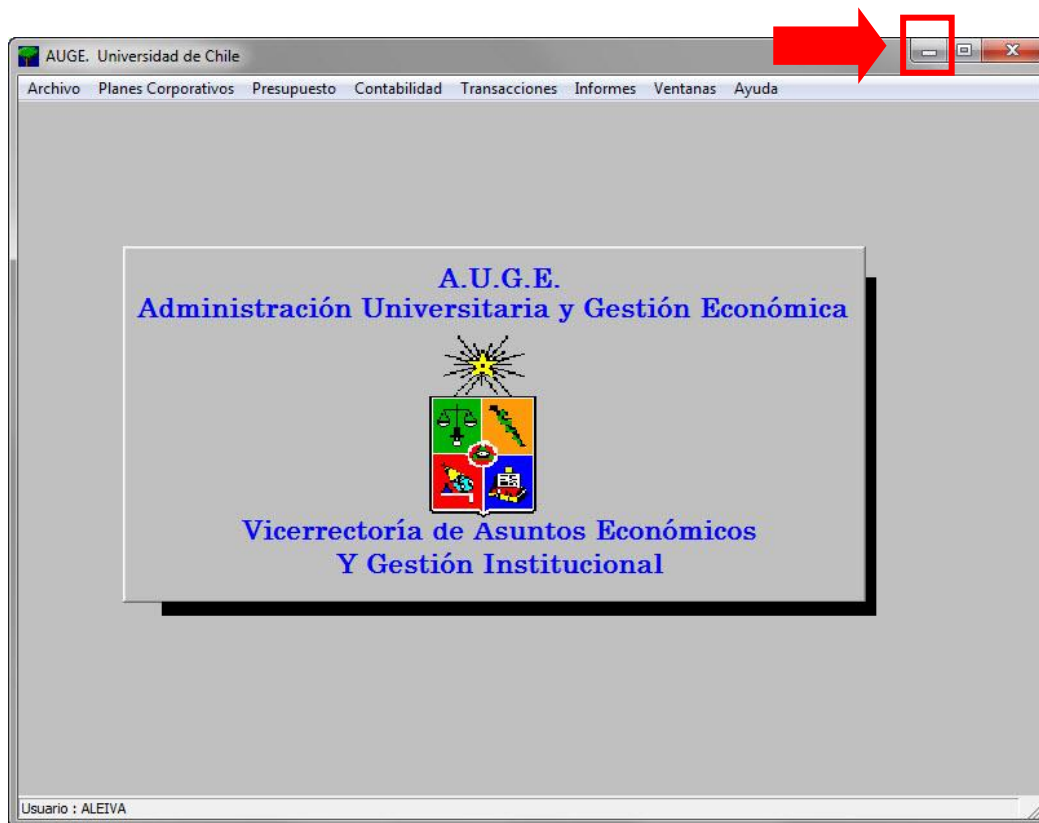 AUGE. Universidad de Chile
Archivo Planes Corporativos Presupuesto Contabilidad Transacciones Informes Ventanas Ayuda
A.U.G.E.
Administración Universitaria y Gestión Económica
Vicerrectoría de Asuntos Económicos
Y Gestión Institucional
Usuario : ALEIVA